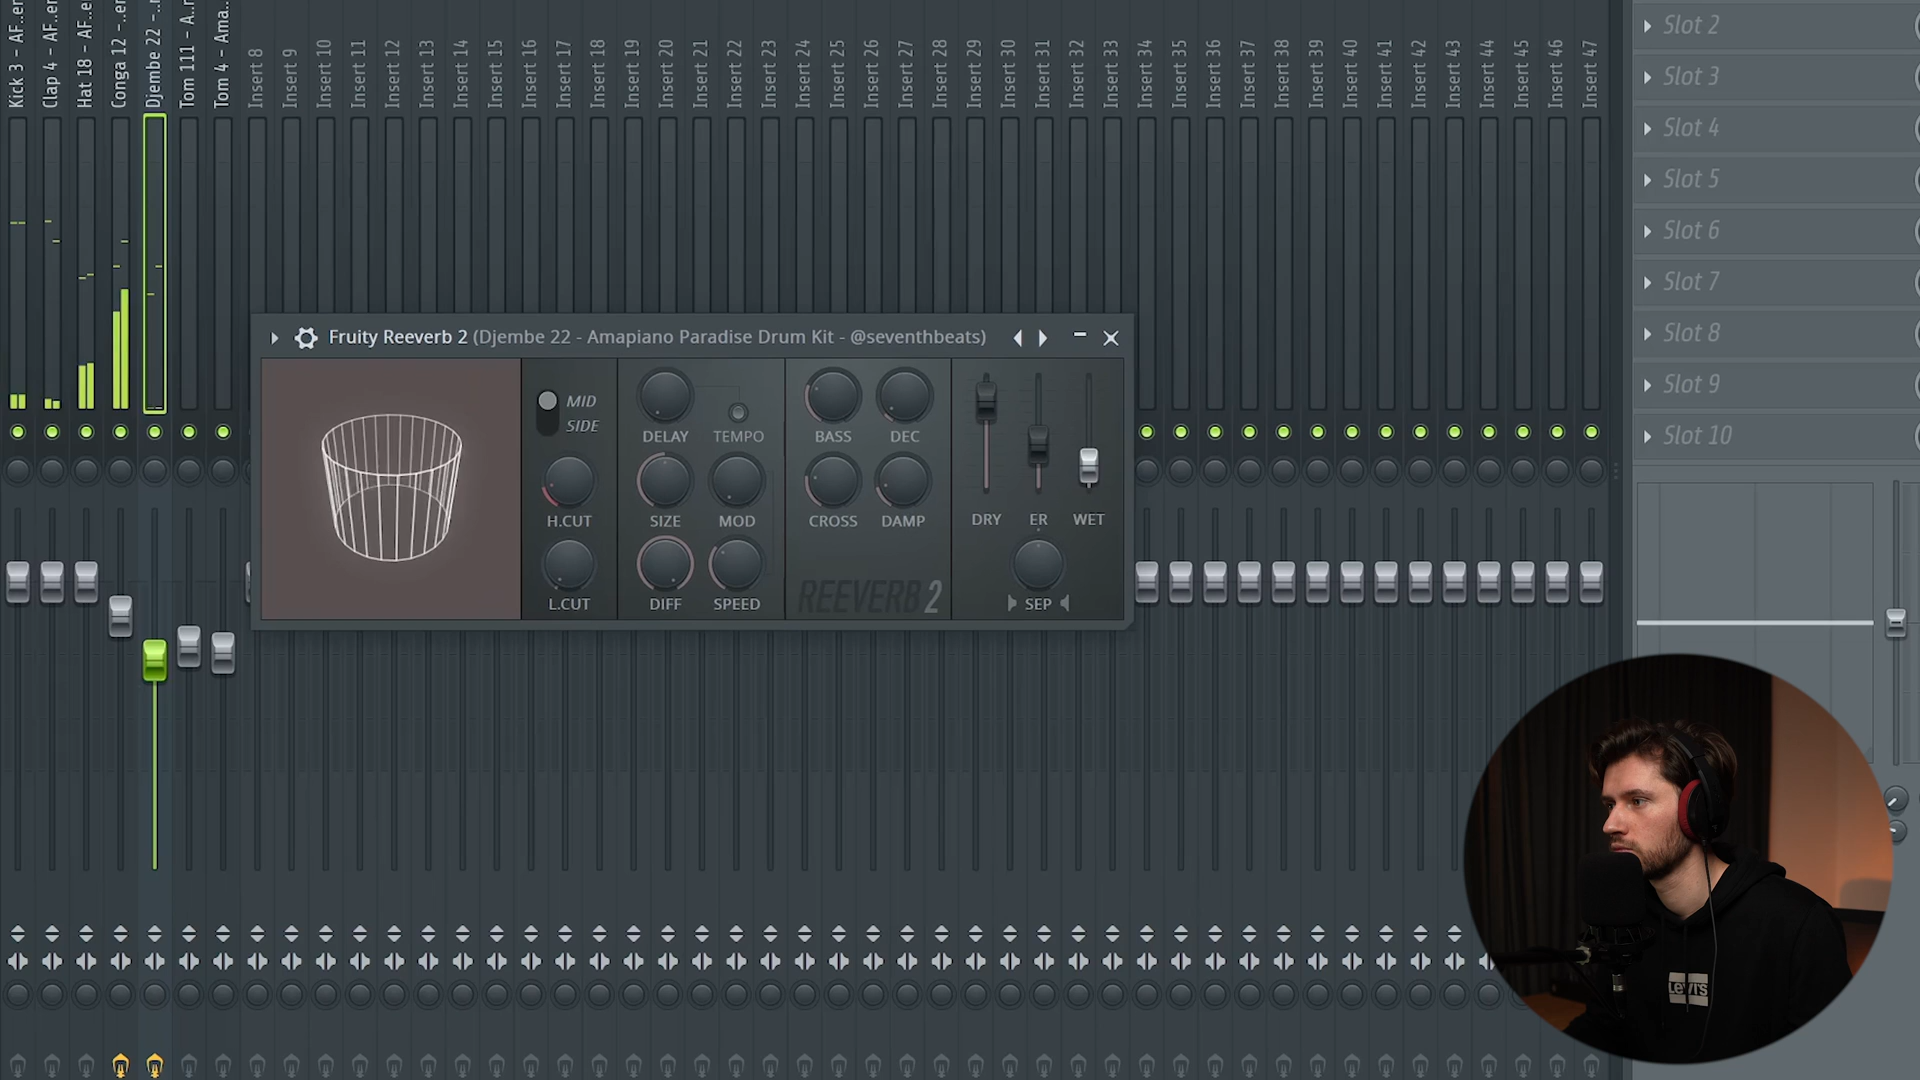 Kick 3 - AF..en
Clap 4 - AF..en
Hat 18 - AF..er
Conga 12 -..en
Djembe 22 -..r
Tom 111 - A..r
Tom 4 - Ama..
Insert 8
Insert 9
Insert 10
Insert 11
Insert 12
Insert 13
Insert 14
Insert 15
Insert 16
Insert 17
Insert 18
Insert 19
Insert 20
Insert 21
Insert 22
Insert 23
Insert 24
Insert 25
Insert 26
Insert 27
Insert 28
Insert 29
Insert 30
Insert 31
Insert 32
Insert 33
Insert 34
Insert 35
Insert 36
Insert 37
Insert 38
Insert 39
Insert 40
Insert 41
Insert 42
Insert 43
Insert 44
Insert 45
Insert 46
Insert 47
Slot 2
Slot 3
Slot 4
Slot 5
Slot 6
Slot 7
Slot 8
Slot 9
Slot 10
Fruity Reeverb 2 (Djembe 22 - Amapiano Paradise Drum Kit - @seventhbeats)
MID
SIDE
H.CUT
L.CUT
DELAY
TEMPO
SIZE
MOD
DIFF
SPEED
BASS
DEC
CROSS
DAMP
REEVERB 2
DRY
ER
WET
SEP
LEVI'S